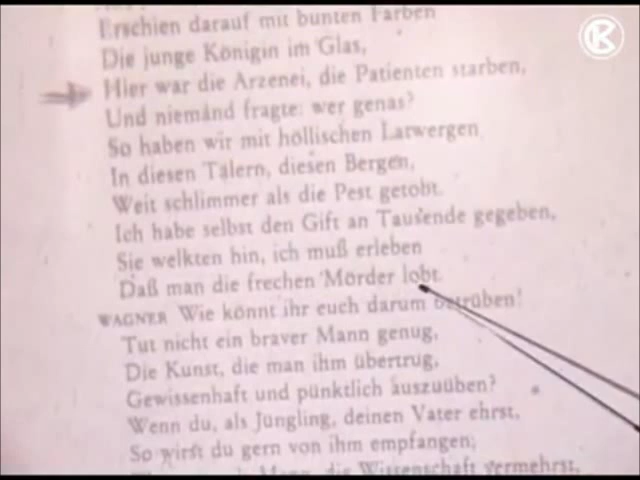 Erschien darauf mit bunten Farben
Die junge Königin im Glas,
Hier war die Arzenei, die Patienten starben,
Und niemand fragte: wer genas?
So haben wir mit höllischen Latwergen
In diesen Tälern, diesen Bergen,
Weit schlimmer als die Pest getobt.
Ich habe selbst den Gift an Tausende gegeben,
Sie welkten hin, ich muß erleben
Daß man die frechen Mörder lobt.
WAGNER Wie könnt ihr euch darum betrüben!
Tut nicht ein braver Mann genug,
Die Kunst, die man ihm übertrug,
Gewissenhaft und pünktlich auszuüben?
Wenn du, als Jüngling, deinen Vater ehrst,
So wirst du gern von ihm empfangen;
Mann, die Wissenschaft vermehrst,
K